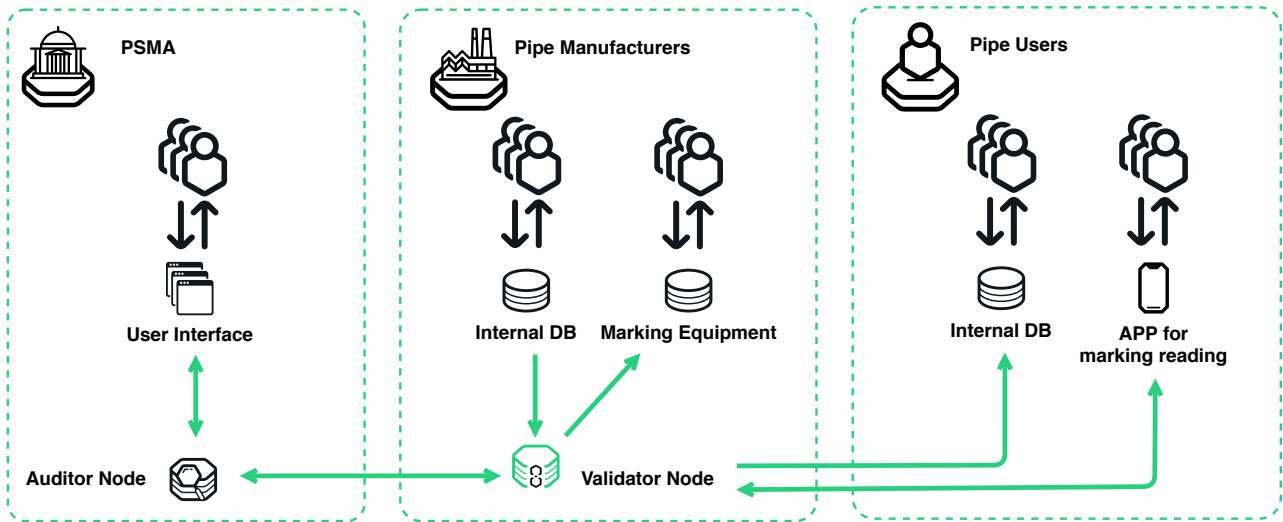 PSMA
Pipe Manufacturers
Pipe Users
User Interface
Internal DB
Marking Equipment
Internal DB
APP for
marking reading
Auditor Node
Validator Node